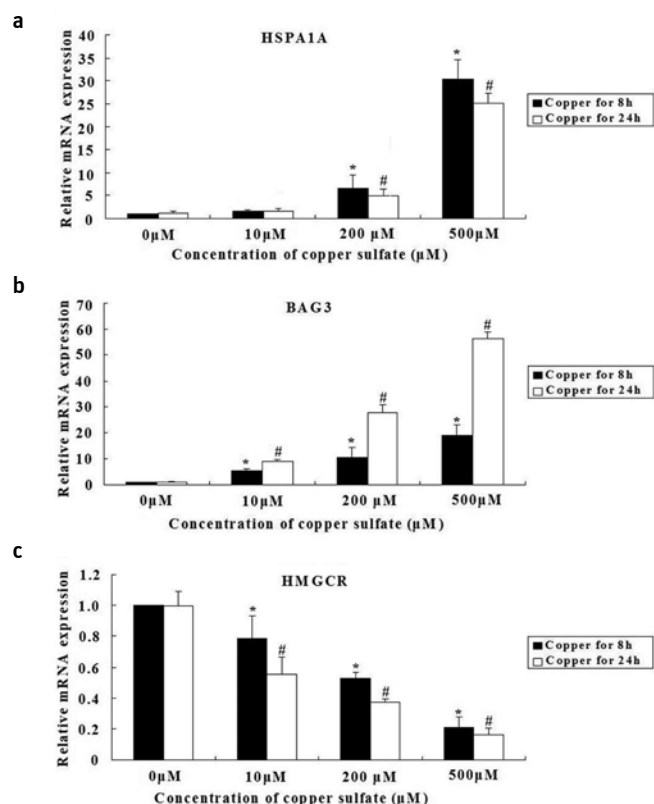 a
HSPA1A
Relative mRNA expression
40
35
30
25
20
15
10
5
0
*
#
*
#
0μM
10μM
200 μM
500μM
Concentration of copper sulfate (μM)
Copper for 8h
Copper for 24h
b
BAG3
Relative mRNA expression
70
60
50
40
30
20
10
0
*
#
*
#
*
#
0μM
10μM
200 μM
500μM
Concentration of copper sulfate (μM)
Copper for 8h
Copper for 24h
c
HMGCR
Relative mRNA expression
1.2
1.0
0.8
0.6
0.4
0.2
0
*
#
*
#
*
#
0μM
10μM
200 μM
500μM
Concentration of copper sulfate (μM)
Copper for 8h
Copper for 24h